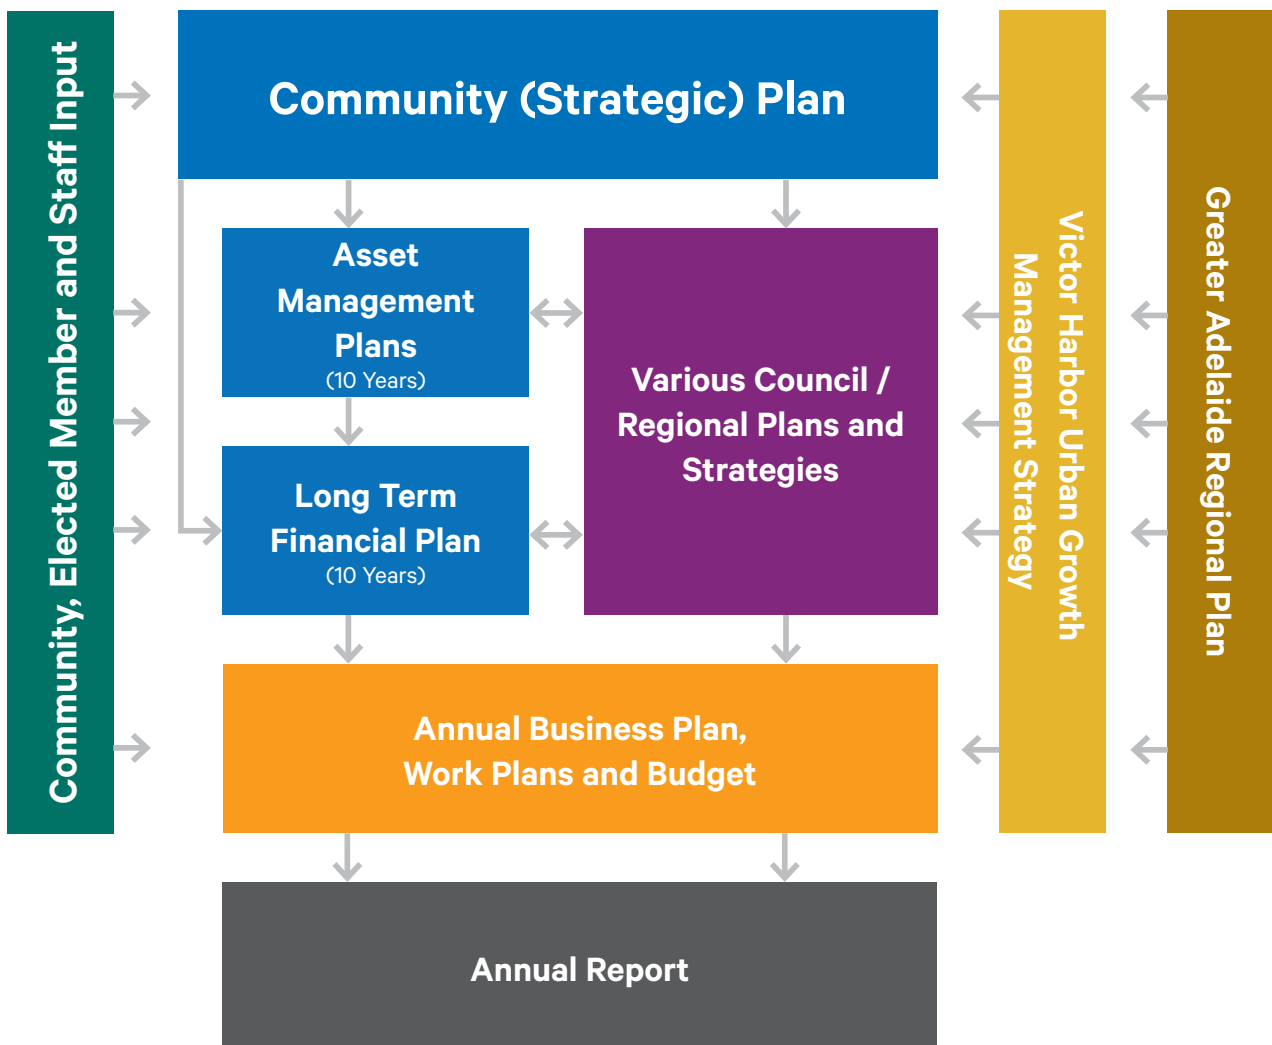 Community, Elected Member and Staff Input
Community (Strategic) Plan
Asset
Management
Plans
(10 Years)
Long Term
Financial Plan
(10 Years)
Various Council /
Regional Plans and
Strategies
Annual Business Plan,
Work Plans and Budget
Annual Report
Victor Harbor Urban Growth
Management Strategy
Greater Adelaide Regional Plan